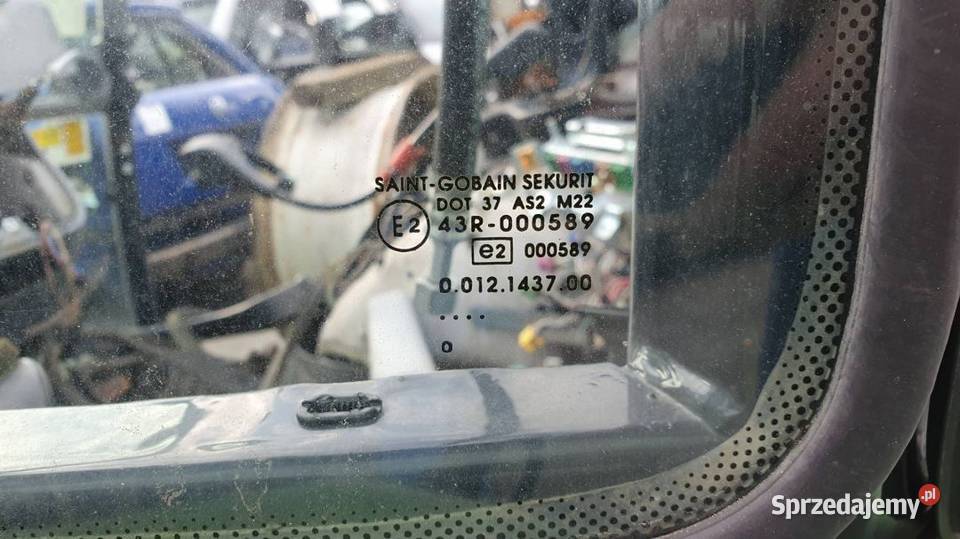 SAINT-GOBAIN SEKURIT
DOT 37 AS2 M22
E2 43R-000589
e2 000589
0.012.1437.00
....
o
Sprzedajemy.pl